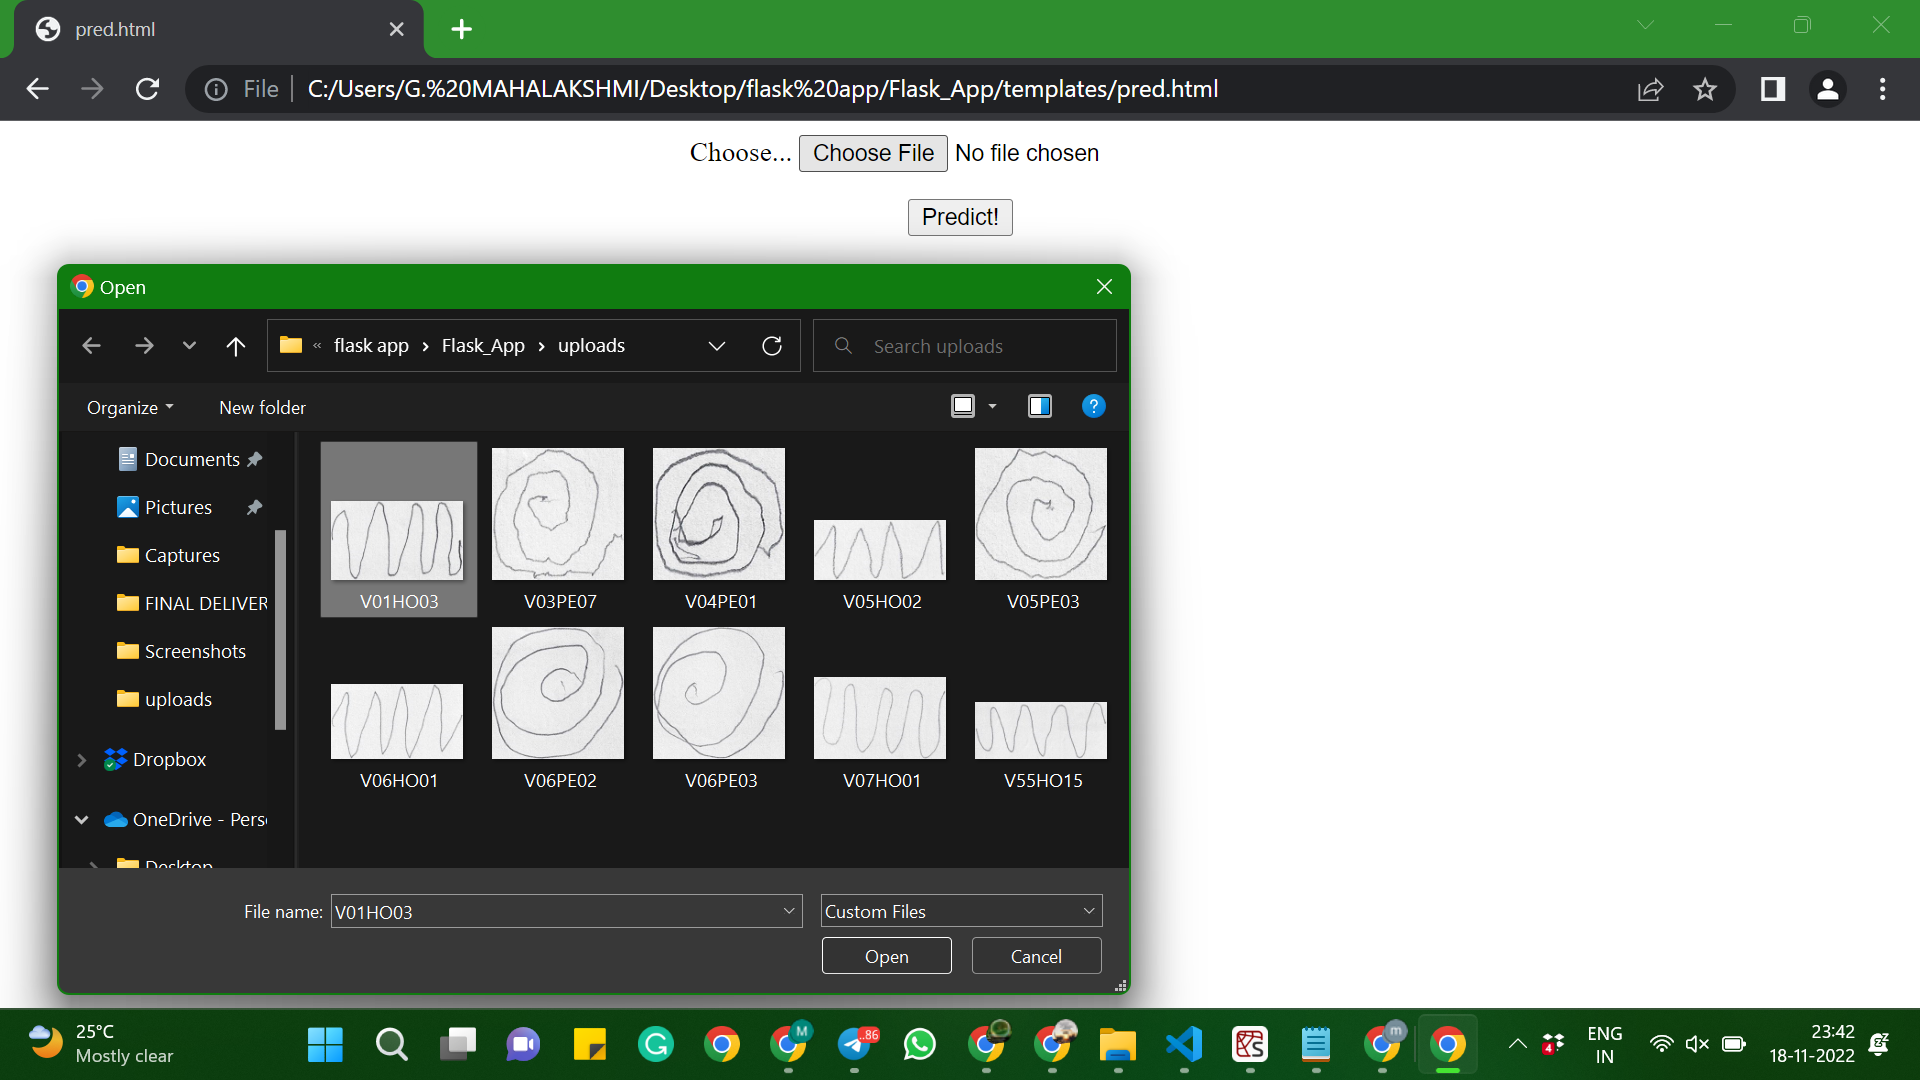 pred.html
File
C:/Users/G.%20MAHALAKSHMI/Desktop/flask%20app/Flask_App/templates/pred.html
Choose... Choose File No file chosen
Predict!
Open
« flask app › Flask_App › uploads
Search uploads
Organize New folder
Documents
Pictures
Captures
FINAL DELIVER
Screenshots
uploads
Dropbox
OneDrive - Pers
Desktop
V01HO03 V03PE07 V04PE01 V05HO02 V05PE03
V06HO01 V06PE02 V06PE03 V07HO01 V55HO15
File name: V01HO03 Custom Files
Open Cancel
25°C
Mostly clear
M
..86
m
4
ENG
IN
23:42
18-11-2022